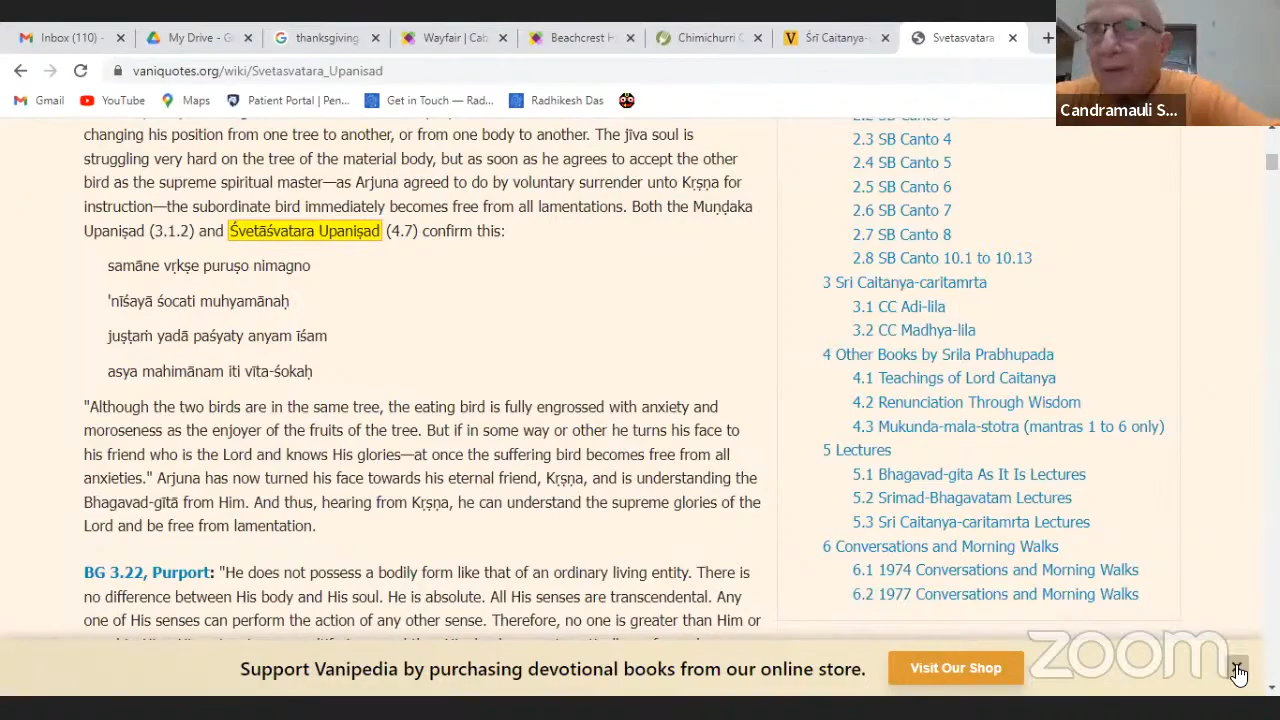 Inbox (110) -
My Drive - G
thanksgiving
Wayfair | Cab
Beachcrest H
Chimichurri C
Śrī Caitanya-c
Svetasvatara
vaniquotes.org/wiki/Svetasvatara_Upanisad
Gmail
YouTube
Maps
Patient Portal | Pen...
Get in Touch — Rad...
Radhikesh Das
Candramauli S...
changing his position from one tree to another, or from one body to another. The jīva soul is
struggling very hard on the tree of the material body, but as soon as he agrees to accept the other
bird as the supreme spiritual master—as Arjuna agreed to do by voluntary surrender unto Kṛṣṇa for
instruction—the subordinate bird immediately becomes free from all lamentations. Both the Muṇḍaka
Upaniṣad (3.1.2) and Śvetāśvatara Upaniṣad (4.7) confirm this:
samāne vṛkṣe puruṣo nimagno
'nīśayā śocati muhyamānaḥ
juṣṭaṁ yadā paśyaty anyam īśam
asya mahimānam iti vīta-śokaḥ
"Although the two birds are in the same tree, the eating bird is fully engrossed with anxiety and
moroseness as the enjoyer of the fruits of the tree. But if in some way or other he turns his face to
his friend who is the Lord and knows His glories—at once the suffering bird becomes free from all
anxieties." Arjuna has now turned his face towards his eternal friend, Kṛṣṇa, and is understanding the
Bhagavad-gītā from Him. And thus, hearing from Kṛṣṇa, he can understand the supreme glories of the
Lord and be free from lamentation.
BG 3.22, Purport: "He does not possess a bodily form like that of an ordinary living entity. There is
no difference between His body and His soul. He is absolute. All His senses are transcendental. Any
one of His senses can perform the action of any other sense. Therefore, no one is greater than Him or
2.3 SB Canto 4
2.4 SB Canto 5
2.5 SB Canto 6
2.6 SB Canto 7
2.7 SB Canto 8
2.8 SB Canto 10.1 to 10.13
3 Sri Caitanya-caritamrta
3.1 CC Adi-lila
3.2 CC Madhya-lila
4 Other Books by Srila Prabhupada
4.1 Teachings of Lord Caitanya
4.2 Renunciation Through Wisdom
4.3 Mukunda-mala-stotra (mantras 1 to 6 only)
5 Lectures
5.1 Bhagavad-gita As It Is Lectures
5.2 Srimad-Bhagavatam Lectures
5.3 Sri Caitanya-caritamrta Lectures
6 Conversations and Morning Walks
6.1 1974 Conversations and Morning Walks
6.2 1977 Conversations and Morning Walks
Support Vanipedia by purchasing devotional books from our online store.
Visit Our Shop
zoom